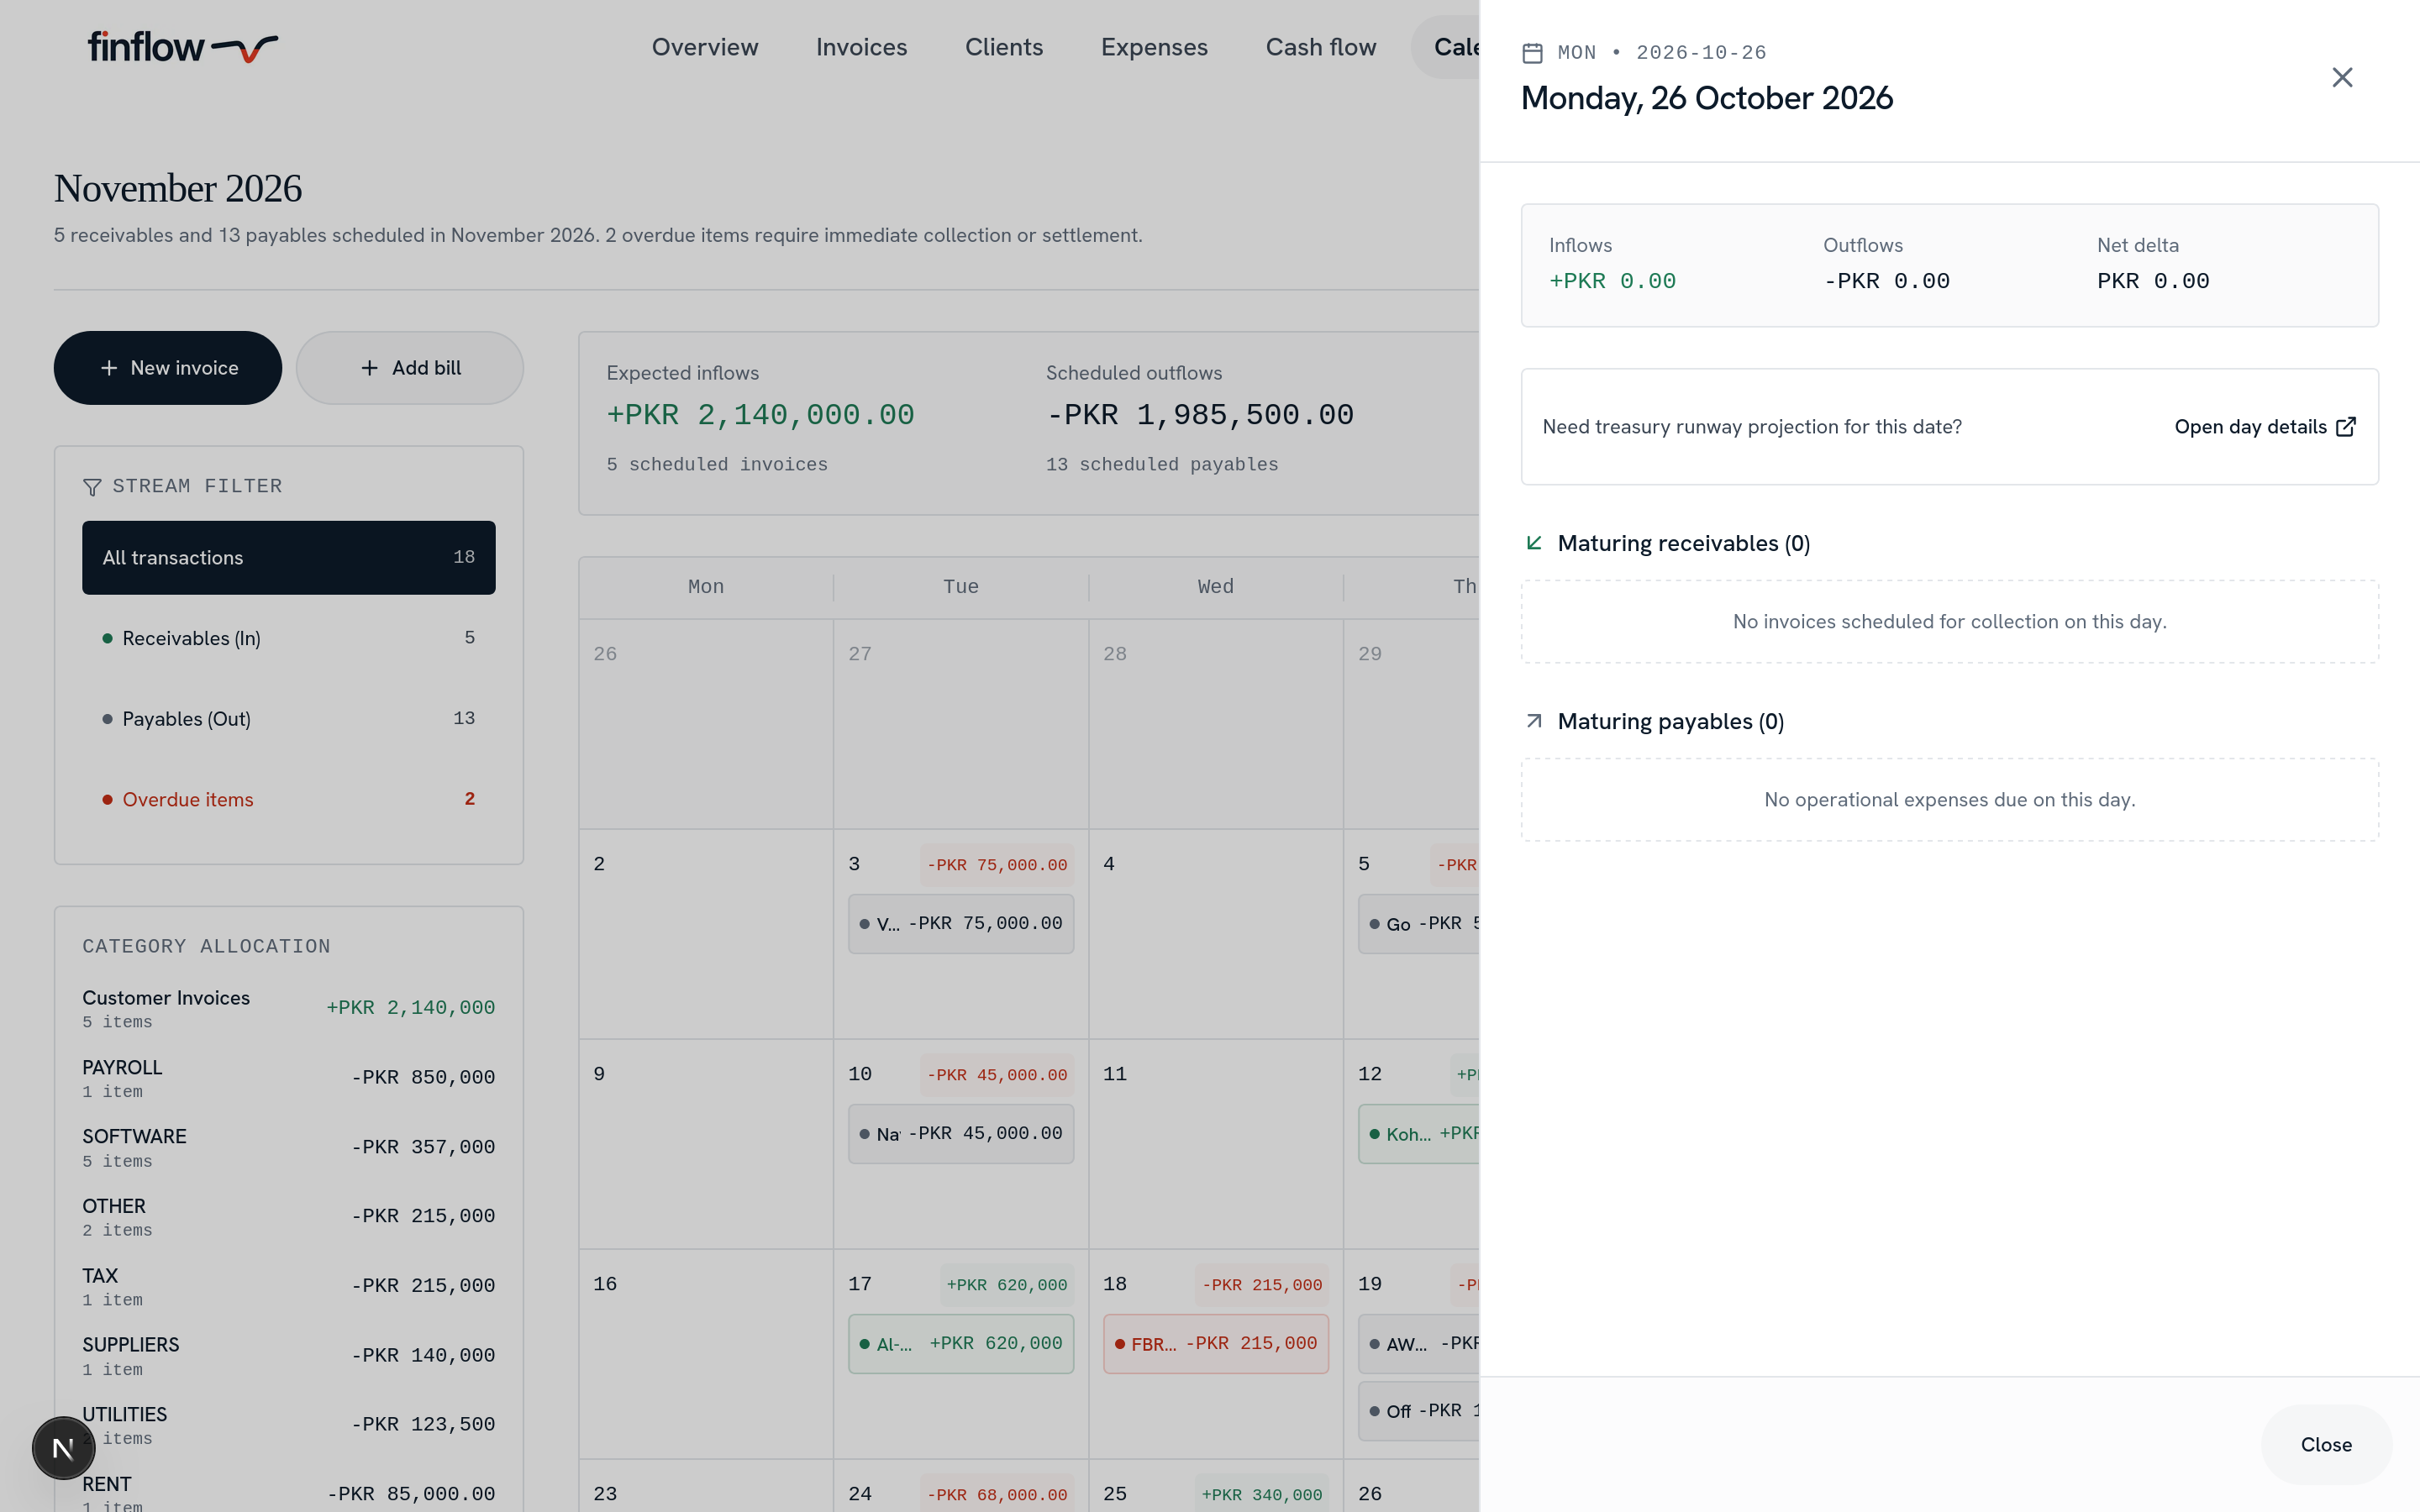 finflow
Overview
Invoices
Clients
Expenses
Cash flow
November 2026
5 receivables and 13 payables scheduled in November 2026. 2 overdue items require immediate collection or settlement.
New invoice
Add bill
STREAM FILTER
All transactions 18
Receivables (In) 5
Payables (Out) 13
Overdue items 2
CATEGORY ALLOCATION
Customer Invoices +PKR 2,140,000
5 items
PAYROLL -PKR 850,000
1 item
SOFTWARE -PKR 357,000
5 items
OTHER -PKR 215,000
2 items
TAX -PKR 215,000
1 item
SUPPLIERS -PKR 140,000
1 item
UTILITIES -PKR 123,500
items
RENT -PKR 85,000.00
1 item
N
Expected inflows
+PKR 2,140,000.00
5 scheduled invoices
Scheduled outflows
-PKR 1,985,500.00
13 scheduled payables
Mon Tue Wed Th
26 27 28 29
2
3 -PKR 75,000.00
V... -PKR 75,000.00
4
5 -PKR
Go -PKR 5
9
10 -PKR 45,000.00
Na -PKR 45,000.00
11
12
Koh... +PKR
16
17 +PKR 620,000
Al-... +PKR 620,000
18 -PKR 215,000
FBR... -PKR 215,000
19
AW... -PKR
Off -PKR 1
23
24 -PKR 68,000.00
25 +PKR 340,000
26
MON • 2026-10-26
Monday, 26 October 2026
Inflows
+PKR 0.00
Outflows
-PKR 0.00
Net delta
PKR 0.00
Need treasury runway projection for this date?
Open day details
Maturing receivables (0)
No invoices scheduled for collection on this day.
Maturing payables (0)
No operational expenses due on this day.
Close